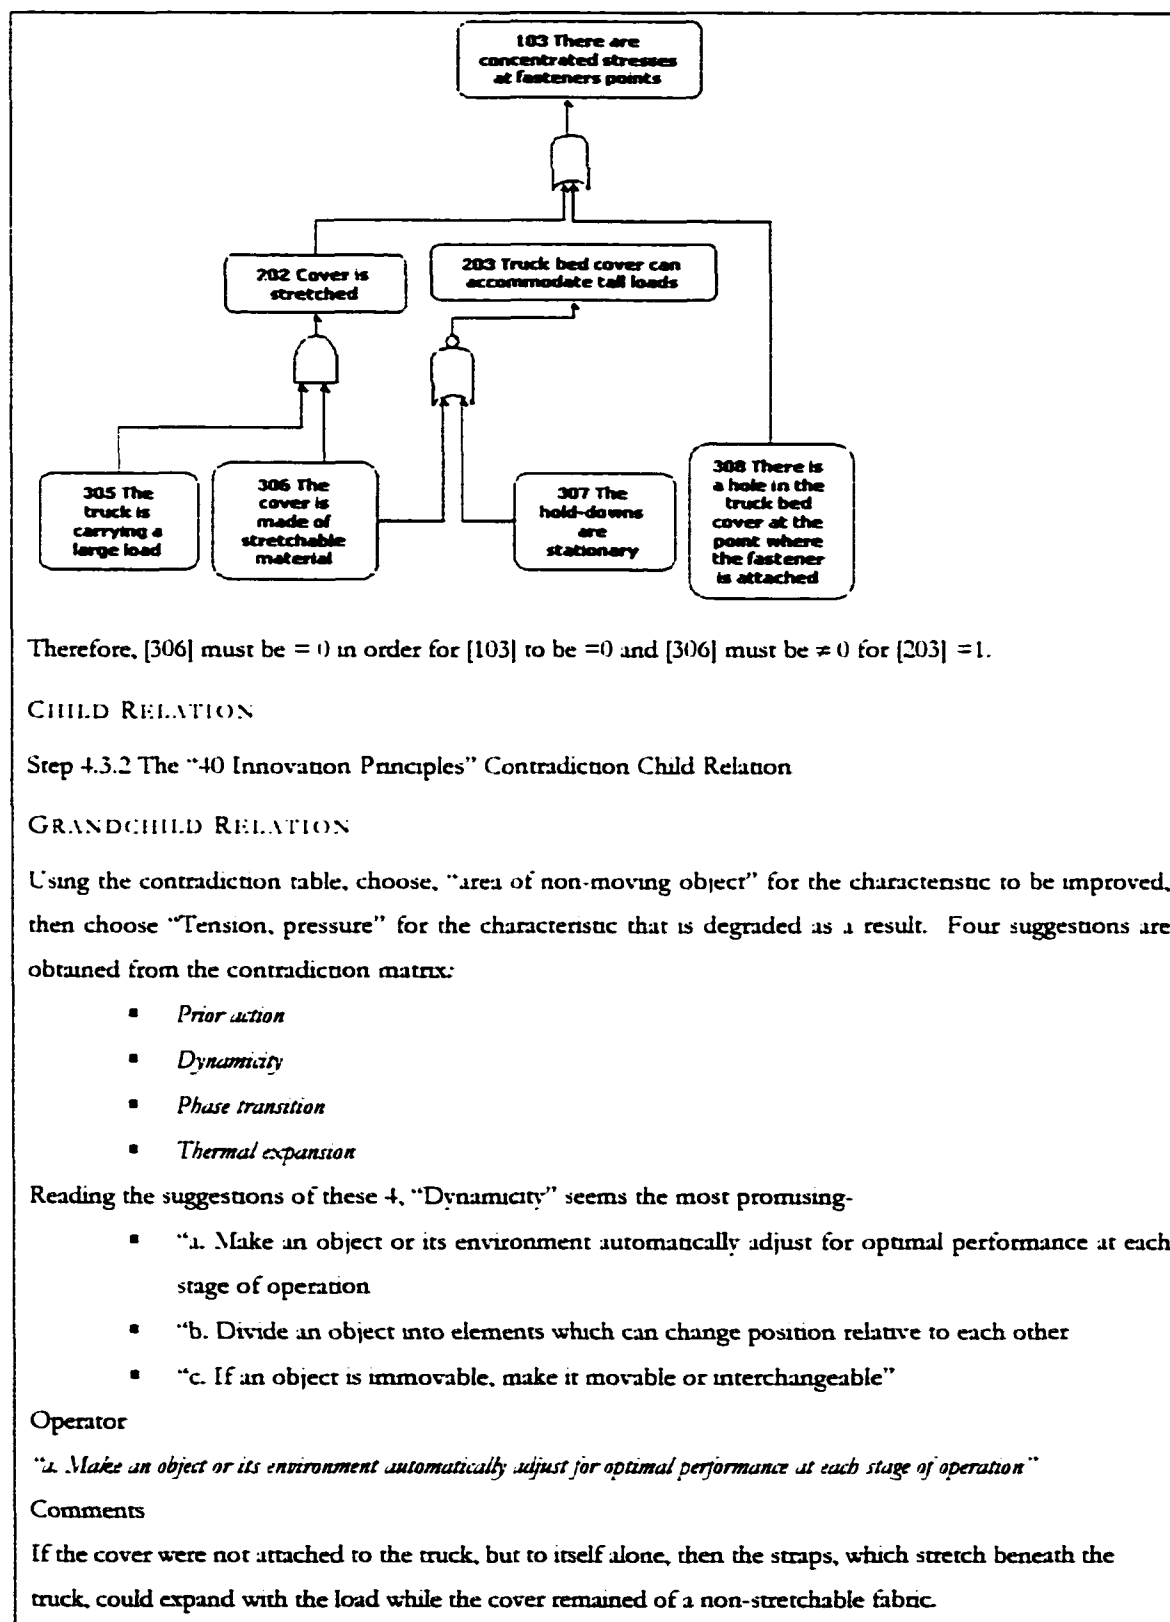 103 There are
concentrated stresses
at fasteners points
202 Cover is
stretched
203 Truck bed cover can
accommodate tall loads
305 The
truck is
carrying a
large load
306 The
cover is
made of
stretchable
material
307 The
hold-downs
are
stationary
308 There is
a hole in the
truck bed
cover at the
point where
the fastener
is attached
Therefore, [306] must be = 0 in order for [103] to be =0 and [306] must be ≠ 0 for [203] =1.
CHILD RELATION
Step 4.3.2 The “40 Innovation Principles” Contradiction Child Relation
GRANDCHILD RELATION
Using the contradiction table, choose, “area of non-moving object” for the characteristic to be improved,
then choose “Tension, pressure” for the characteristic that is degraded as a result. Four suggestions are
obtained from the contradiction matrix:
▪ Prior action
▪ Dynamicity
▪ Phase transition
▪ Thermal expansion
Reading the suggestions of these 4, “Dynamicity” seems the most promising-
▪ “a. Make an object or its environment automatically adjust for optimal performance at each
stage of operation
▪ “b. Divide an object into elements which can change position relative to each other
▪ “c. If an object is immovable, make it movable or interchangeable”
Operator
“a. Make an object or its environment automatically adjust for optimal performance at each stage of operation”
Comments
If the cover were not attached to the truck, but to itself alone, then the straps, which stretch beneath the
truck, could expand with the load while the cover remained of a non-stretchable fabric.